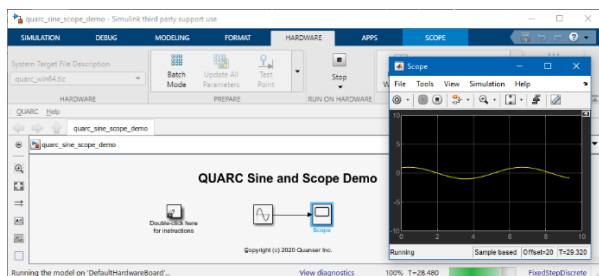 quarc_sine_scope_demo - Simulink third party support use
SIMULATION DEBUG MODELING FORMAT HARDWARE APPS SCOPE
System Target File Description
quarc_win64.tlc
Batch Mode
Update All Parameters
Test Point
Stop
HARDWARE PREPARE RUN ON HARDWARE
QUARC Help
quarc_sine_scope_demo
quarc_sine_scope_demo
QUARC Sine and Scope Demo
Double-click here
for instructions
Scope
Copyright (c) 2020 Quanser Inc.
Running the model on 'DefaultHardwareBoard'... View diagnostics 100% T=28.480 FixedStepDiscrete
Scope
File Tools View Simulation Help
10
5
0
-5
-10
0 2 4 6 8 10
Running Sample based Offset=20 T=29.320